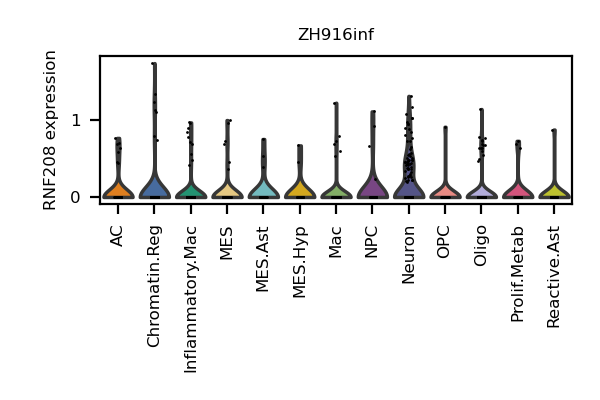 ZH916inf
RNF208 expression
1
0
AC
Chromatin.Reg
Inflammatory.Mac
MES
MES.Ast
MES.Hyp
Mac
NPC
Neuron
OPC
Oligo
Prolif.Metab
Reactive.Ast